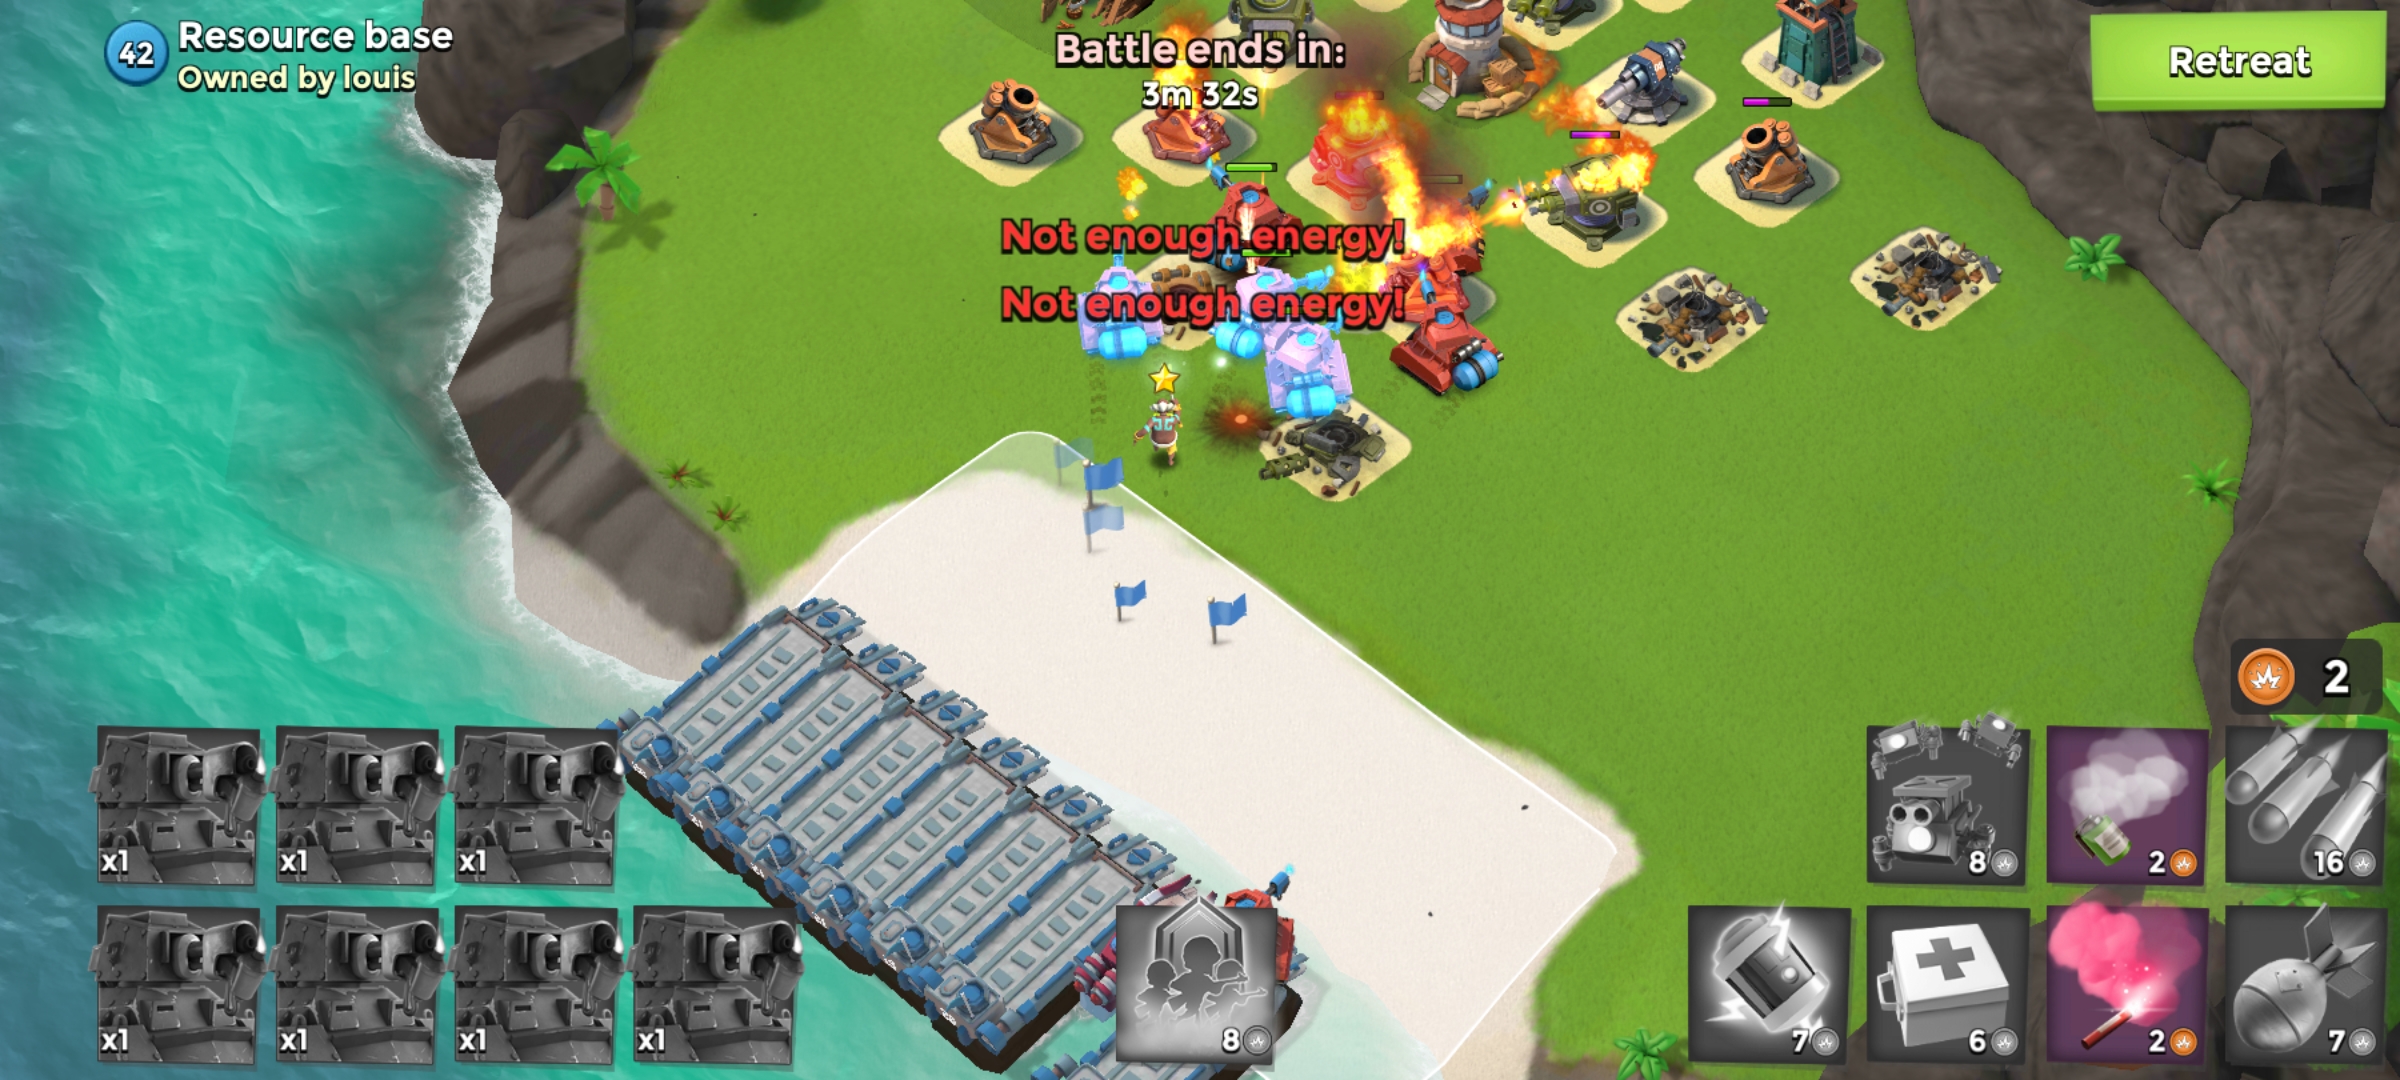 42
Resource base
Owned by louis
Battle ends in:
3m 32s
Retreat
Not enough energy!
Not enough energy!
2
x1
x1
x1
8
2
16
x1
x1
x1
x1
8
7
6
2
7